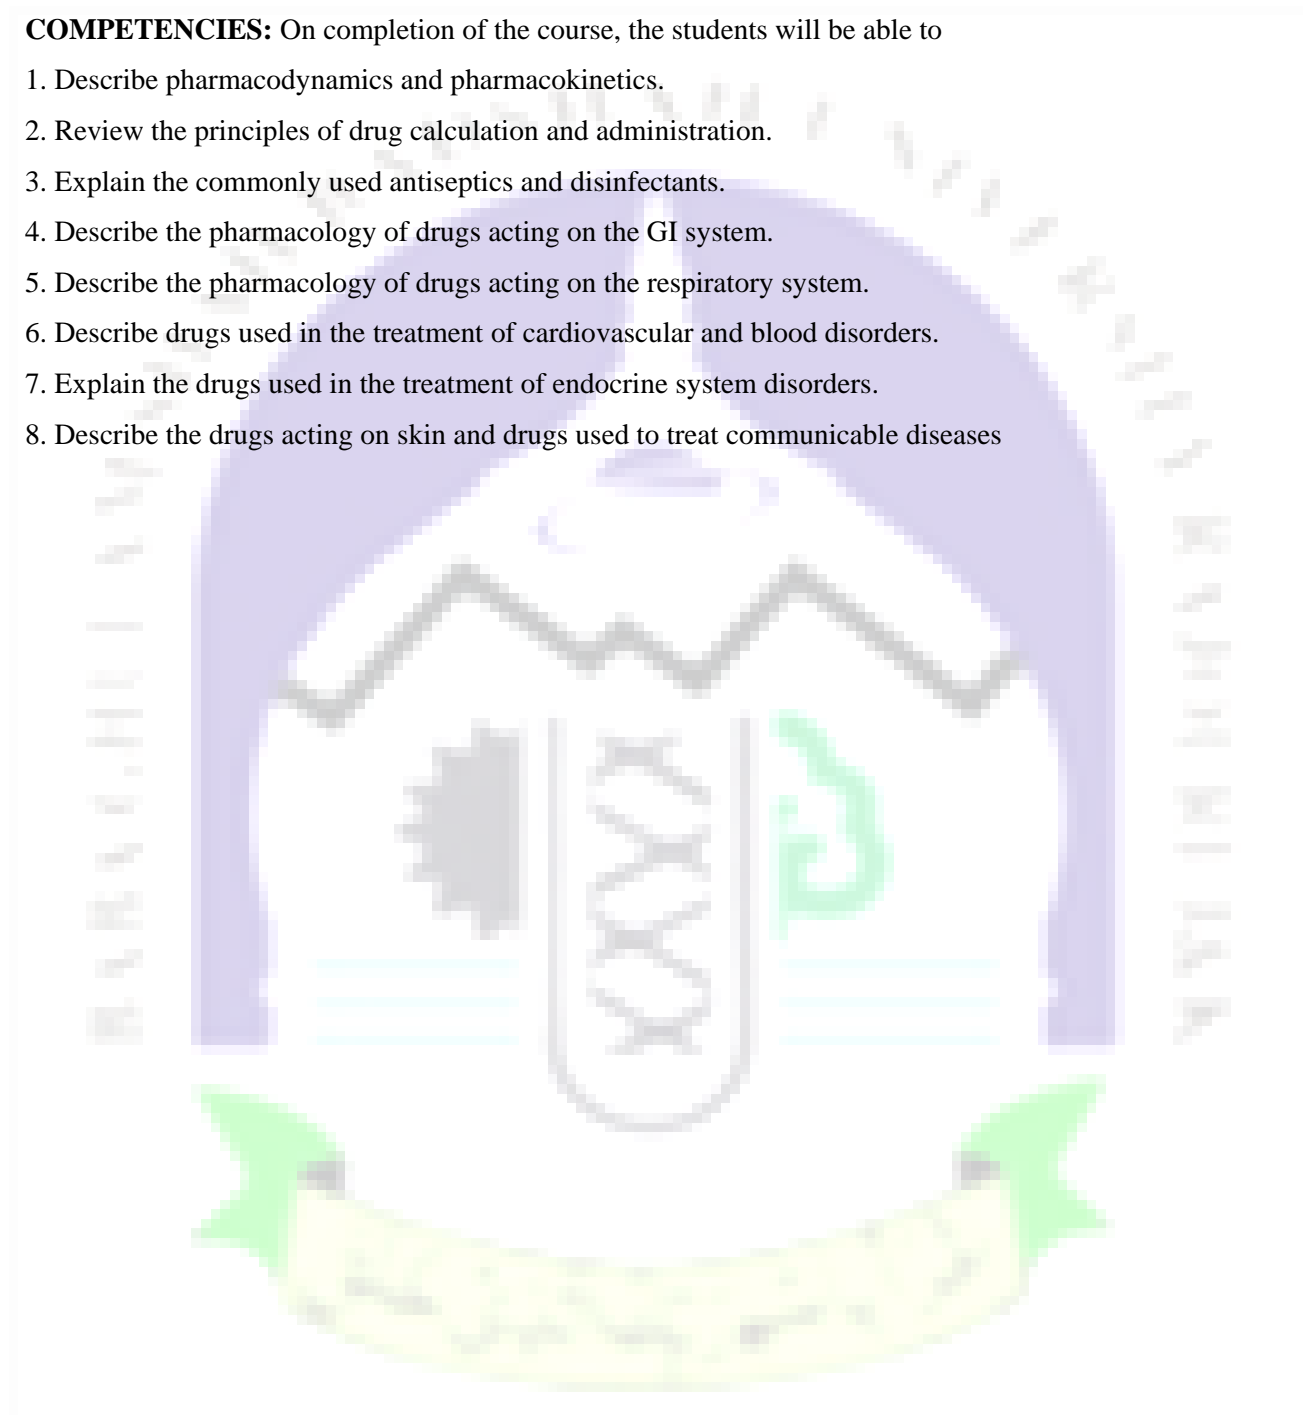 COMPETENCIES: On completion of the course, the students will be able to
1. Describe pharmacodynamics and pharmacokinetics.
2. Review the principles of drug calculation and administration.
3. Explain the commonly used antiseptics and disinfectants.
4. Describe the pharmacology of drugs acting on the GI system.
5. Describe the pharmacology of drugs acting on the respiratory system.
6. Describe drugs used in the treatment of cardiovascular and blood disorders.
7. Explain the drugs used in the treatment of endocrine system disorders.
8. Describe the drugs acting on skin and drugs used to treat communicable diseases